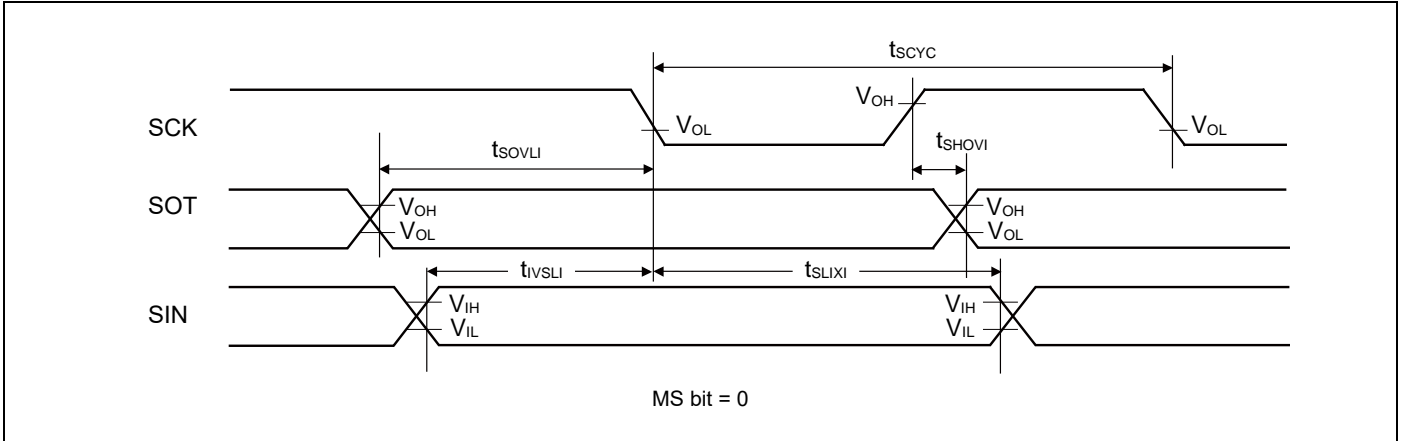 tSCYC
SCK
VOH
VOL
VOL
tSOVLI
tSHOVI
SOT
VOH
VOL
VOH
VOL
tIVSLI
tSLIXI
SIN
VIH
VIL
VIH
VIL
MS bit = 0